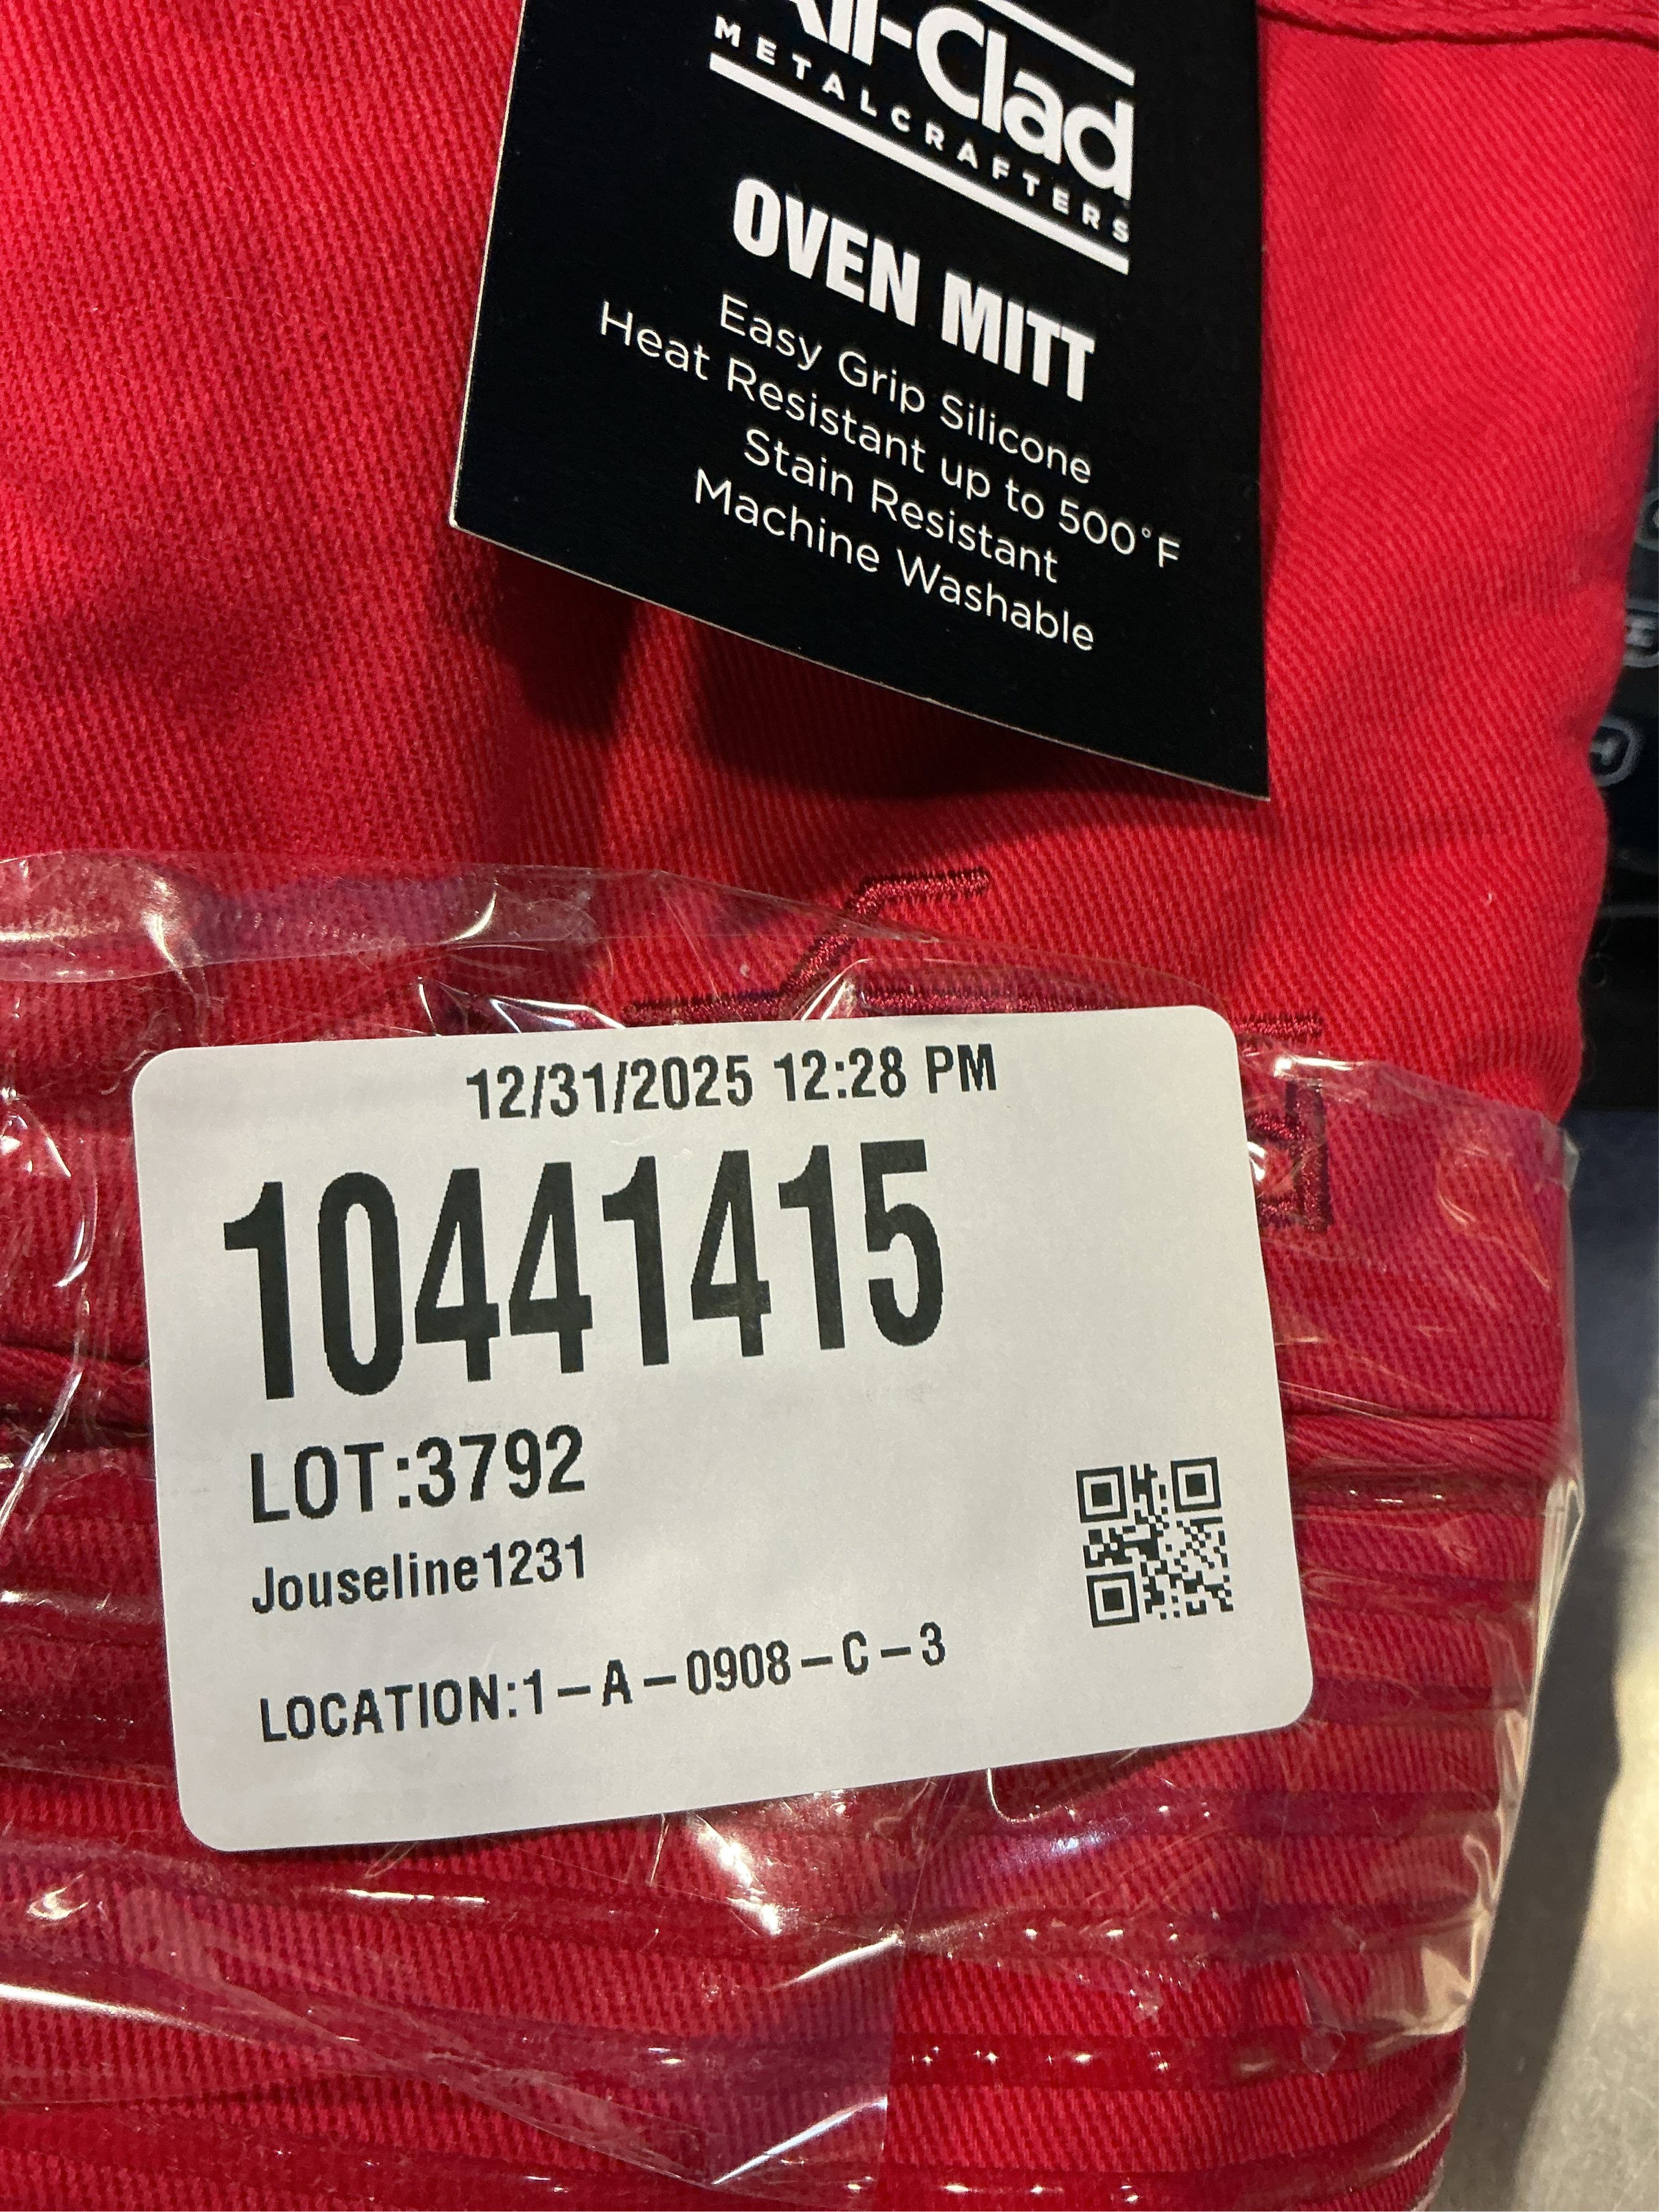 All-Clad
METALCRAFTERS
OVEN MITT
Easy Grip Silicone
Heat Resistant up to 500°F
Stain Resistant
Machine Washable
12/31/2025 12:28 PM
10441415
LOT:3792
Jouseline1231
LOCATION:1-A-0908-C-3